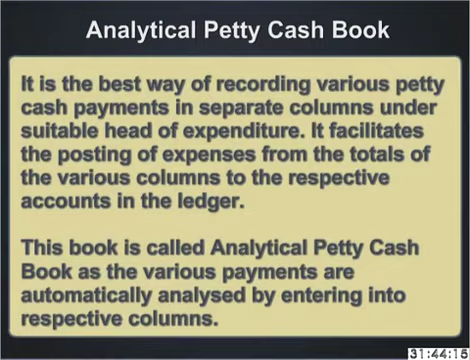 Analytical Petty Cash Book
It is the best way of recording various petty
cash payments in separate columns under
suitable head of expenditure. It facilitates
the posting of expenses from the totals of
the various columns to the respective
accounts in the ledger.
This book is called Analytical Petty Cash
Book as the various payments are
automatically analysed by entering into
respective columns.
31:44:15